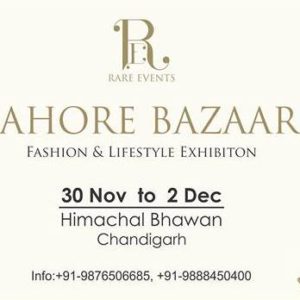 RE
RARE EVENTS
AHORE BAZAAR
FASHION & LIFESTYLE EXHIBITON
30 Nov to 2 Dec
Himachal Bhawan
Chandigarh
Info:+91-9876506685, +91-9888450400